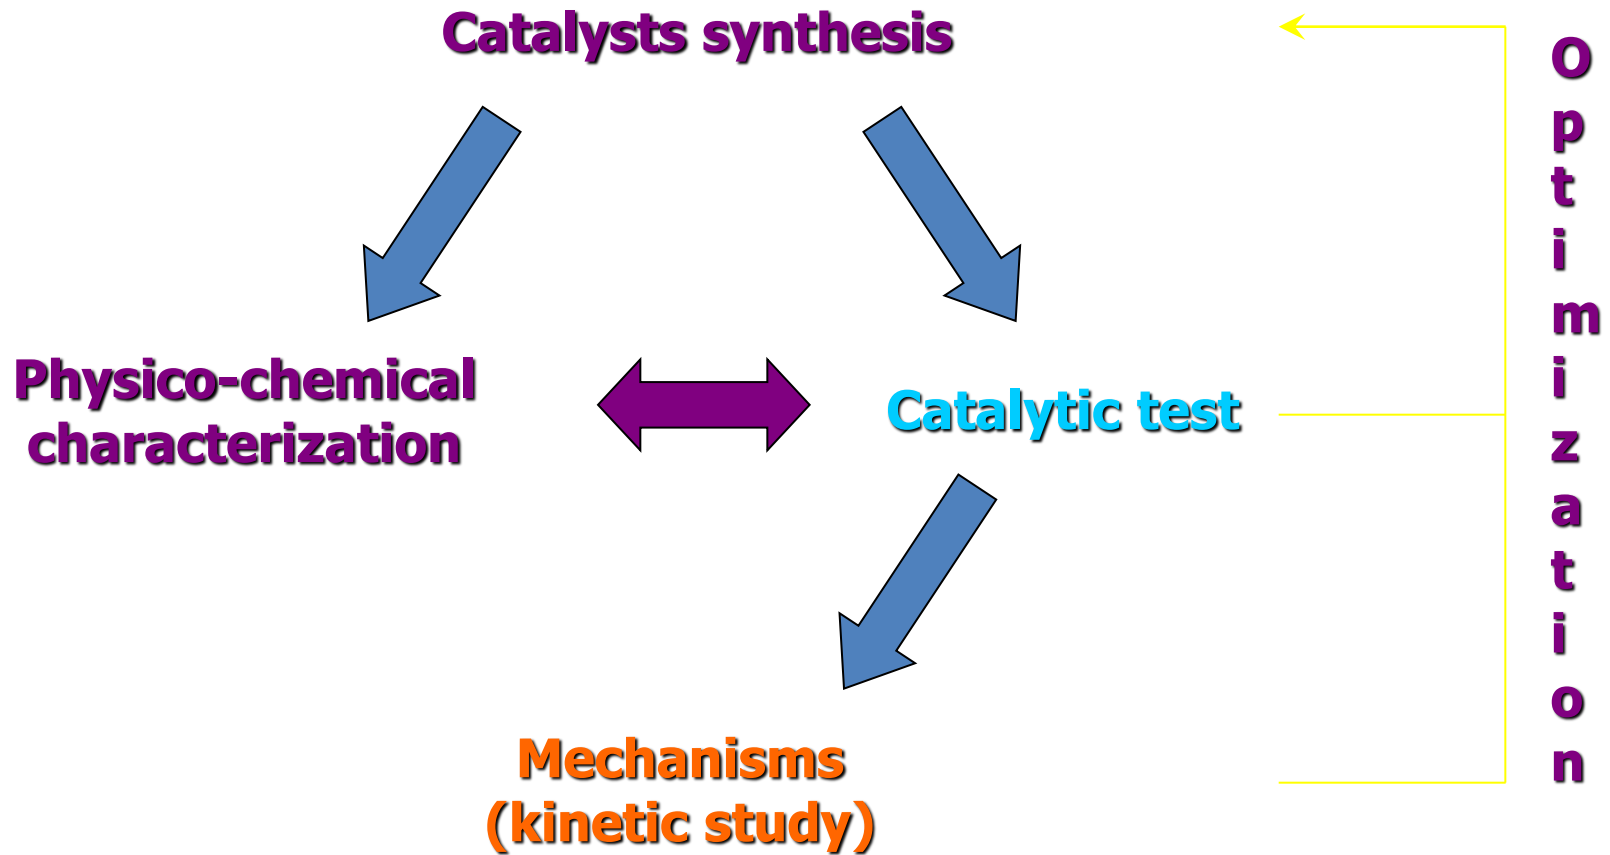 Catalysts synthesis
Physico-chemical
characterization
Catalytic test
Mechanisms
(kinetic study)
Optimization